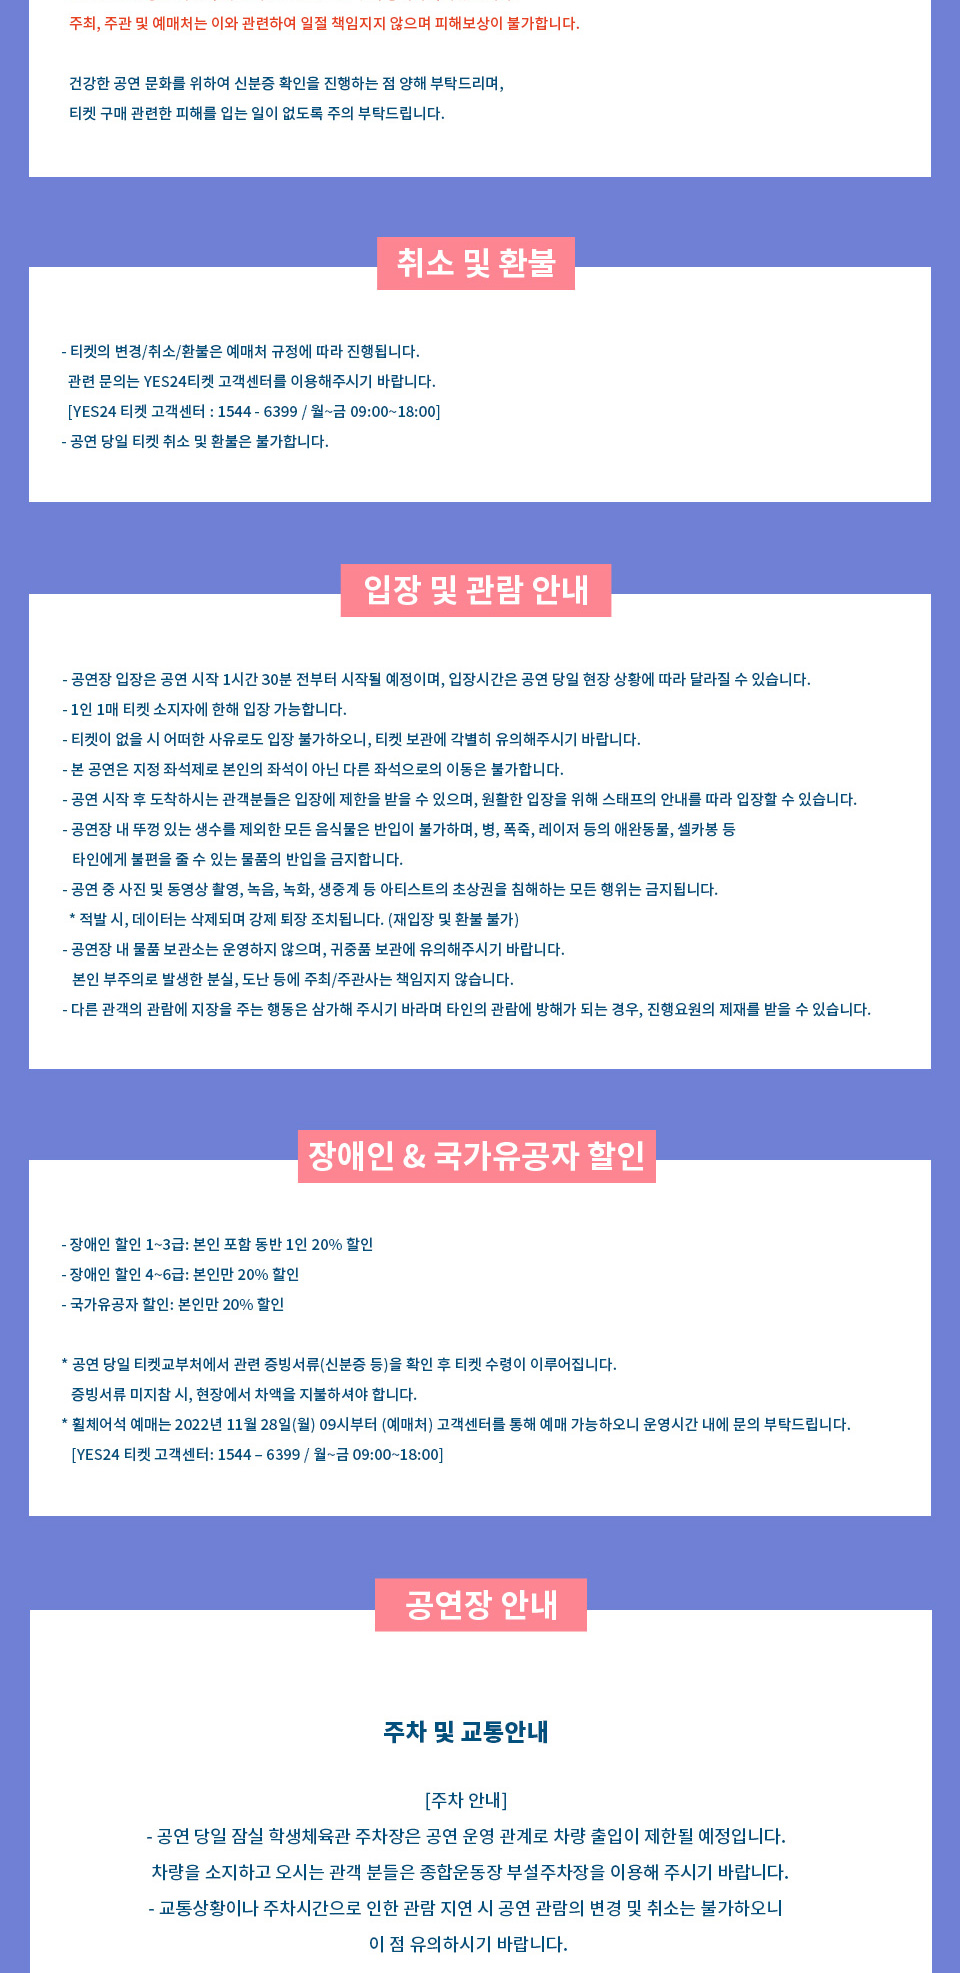 주최, 주관 및 예매처는 이와 관련하여 일절 책임지지 않으며 피해보상이 불가합니다.
건강한 공연 문화를 위하여 신분증 확인을 진행하는 점 양해 부탁드리며,
티켓 구매 관련한 피해를 입는 일이 없도록 주의 부탁드립니다.
취소 및 환불
- 티켓의 변경/취소/환불은 예매처 규정에 따라 진행됩니다.
관련 문의는 YES24티켓 고객센터를 이용해주시기 바랍니다.
[YES24 티켓 고객센터 : 1544 - 6399 / 월~금 09:00~18:00]
- 공연 당일 티켓 취소 및 환불은 불가합니다.
입장 및 관람 안내
- 공연장 입장은 공연 시작 1시간 30분 전부터 시작될 예정이며, 입장시간은 공연 당일 현장 상황에 따라 달라질 수 있습니다.
- 1인 1매 티켓 소지자에 한해 입장 가능합니다.
- 티켓이 없을 시 어떠한 사유로도 입장 불가하오니, 티켓 보관에 각별히 유의해주시기 바랍니다.
- 본 공연은 지정 좌석제로 본인의 좌석이 아닌 다른 좌석으로의 이동은 불가합니다.
- 공연 시작 후 도착하시는 관객분들은 입장에 제한을 받을 수 있으며, 원활한 입장을 위해 스태프의 안내를 따라 입장할 수 있습니다.
- 공연장 내 뚜껑 있는 생수를 제외한 모든 음식물은 반입이 불가하며, 병, 폭죽, 레이저 등의 애완동물, 셀카봉 등
타인에게 불편을 줄 수 있는 물품의 반입을 금지합니다.
- 공연 중 사진 및 동영상 촬영, 녹음, 녹화, 생중계 등 아티스트의 초상권을 침해하는 모든 행위는 금지됩니다.
* 적발 시, 데이터는 삭제되며 강제 퇴장 조치됩니다. (재입장 및 환불 불가)
- 공연장 내 물품 보관소는 운영하지 않으며, 귀중품 보관에 유의해주시기 바랍니다.
본인 부주의로 발생한 분실, 도난 등에 주최/주관사는 책임지지 않습니다.
- 다른 관객의 관람에 지장을 주는 행동은 삼가해 주시기 바라며 타인의 관람에 방해가 되는 경우, 진행요원의 제재를 받을 수 있습니다.
장애인 & 국가유공자 할인
- 장애인 할인 1~3급: 본인 포함 동반 1인 20% 할인
- 장애인 할인 4~6급: 본인만 20% 할인
- 국가유공자 할인: 본인만 20% 할인
* 공연 당일 티켓교부처에서 관련 증빙서류(신분증 등)을 확인 후 티켓 수령이 이루어집니다.
증빙서류 미지참 시, 현장에서 차액을 지불하셔야 합니다.
* 휠체어석 예매는 2022년 11월 28일(월) 09시부터 (예매처) 고객센터를 통해 예매 가능하오니 운영시간 내에 문의 부탁드립니다.
[YES24 티켓 고객센터: 1544 – 6399 / 월~금 09:00~18:00]
공연장 안내
주차 및 교통안내
[주차 안내]
- 공연 당일 잠실 학생체육관 주차장은 공연 운영 관계로 차량 출입이 제한될 예정입니다.
차량을 소지하고 오시는 관객 분들은 종합운동장 부설주차장을 이용해 주시기 바랍니다.
- 교통상황이나 주차시간으로 인한 관람 지연 시 공연 관람의 변경 및 취소는 불가하오니
이 점 유의하시기 바랍니다.